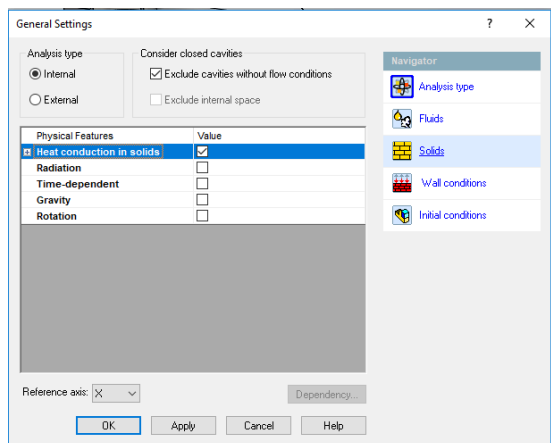 General Settings
?
Analysis type
Internal
External
Consider closed cavities
Exclude cavities without flow conditions
Exclude internal space
Physical Features Value
Heat conduction in solids
Radiation
Time-dependent
Gravity
Rotation
Reference axis: X
Dependency...
OK Apply Cancel Help
Navigator
Analysis type
Fluids
Solids
Wall conditions
Initial conditions